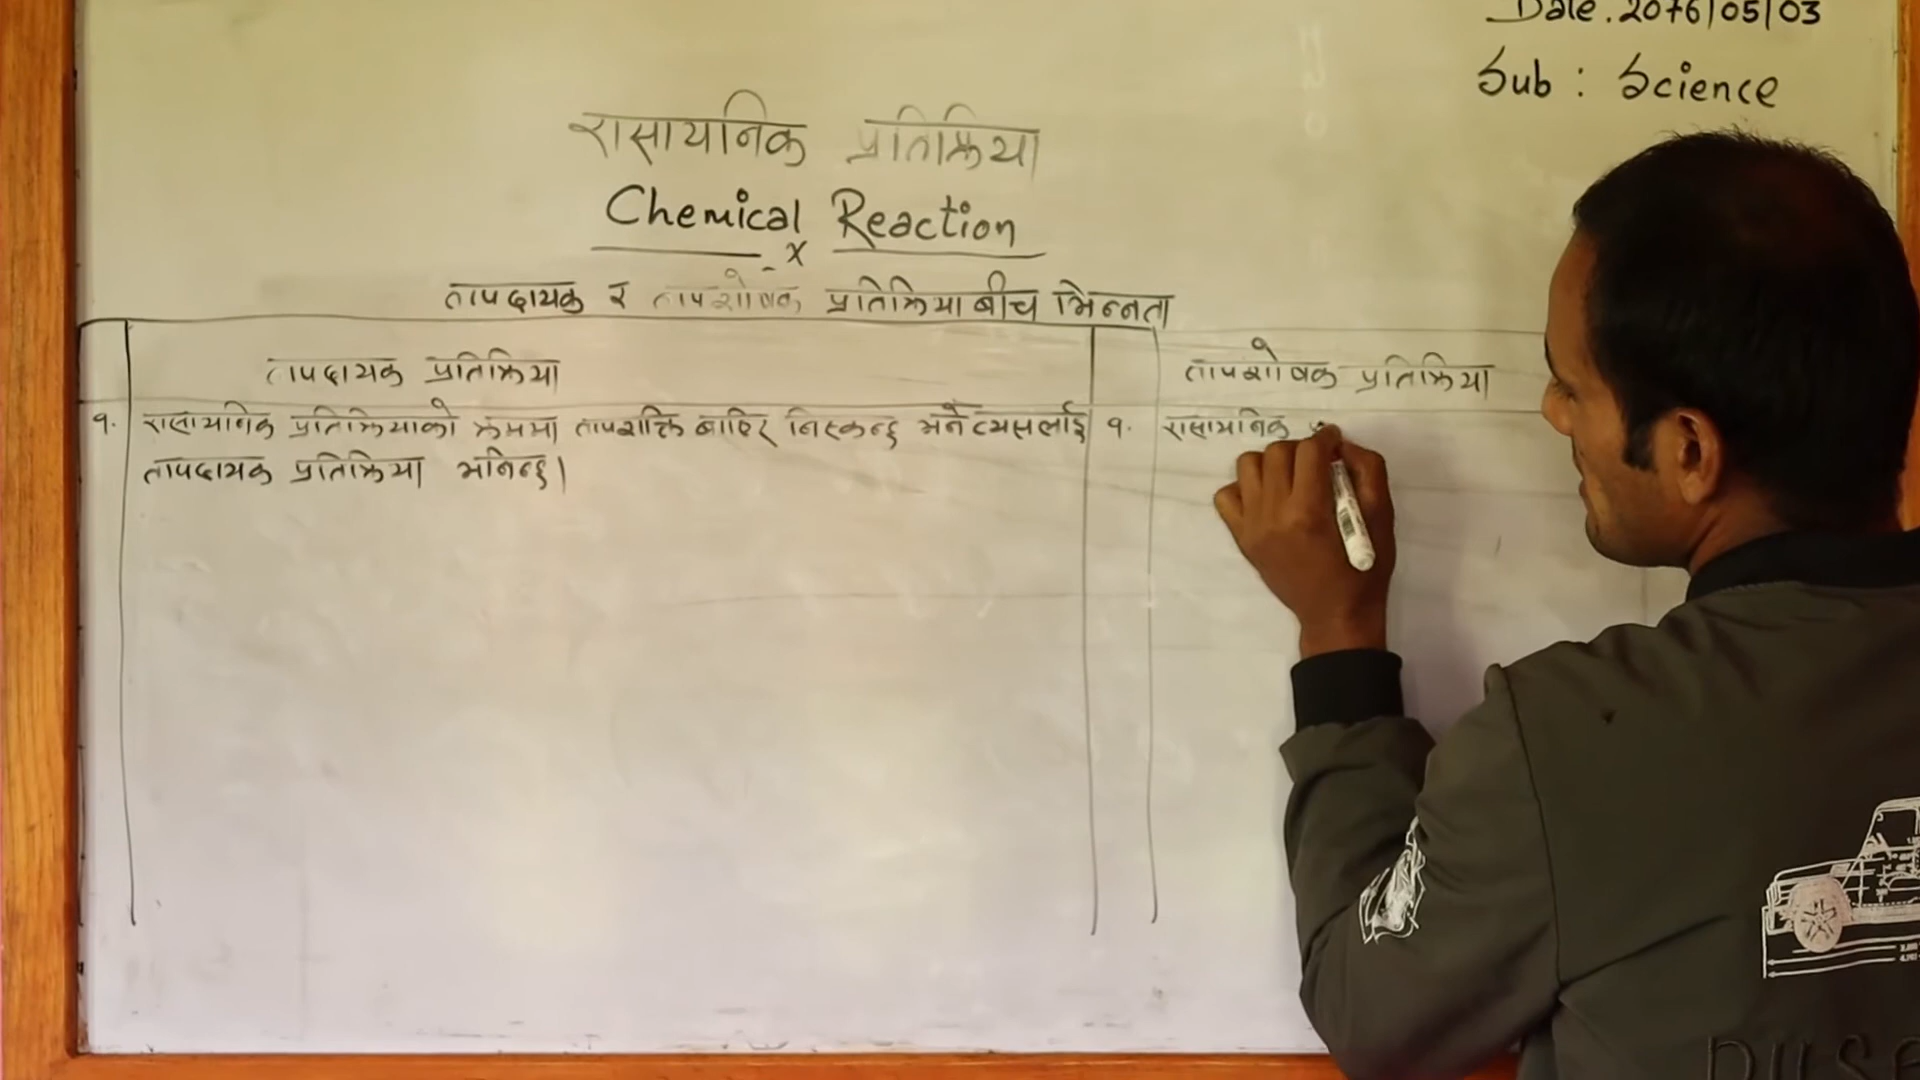 Date. 2076/05/03
Sub : Science
रासायनिक प्रतिक्रिया
Chemical Reaction
x
तापदायक र तापशोषक प्रतिक्रिया बीच भिन्नता
तापदायक प्रतिक्रिया
तापशोषक प्रतिक्रिया
१. रासायनिक प्रतिक्रियाको क्रममा तापशक्ति बाहिर निस्कन्छ भने त्यसलाई
तापदायक प्रतिक्रिया भनिन्छ।
१. रासायनिक